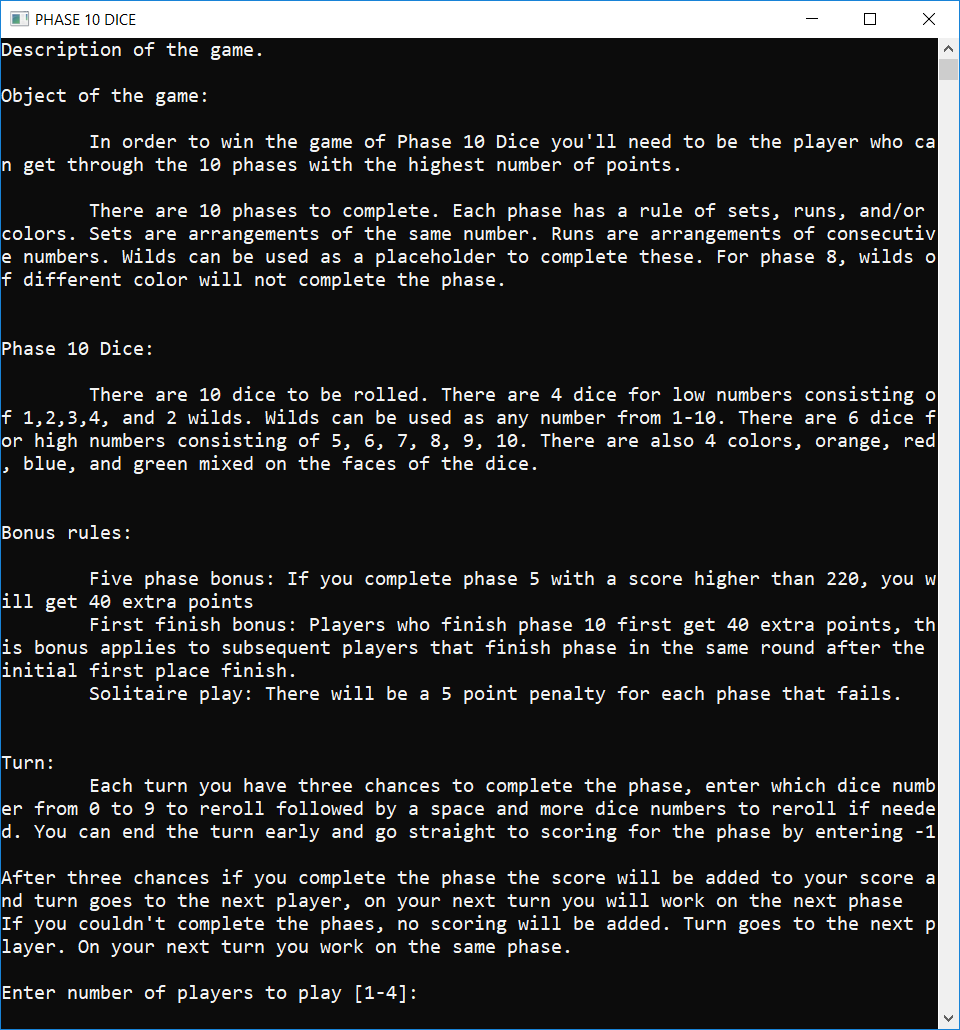 PHASE 10 DICE
Description of the game.
Object of the game:
In order to win the game of Phase 10 Dice you'll need to be the player who ca
n get through the 10 phases with the highest number of points.
There are 10 phases to complete. Each phase has a rule of sets, runs, and/or
colors. Sets are arrangements of the same number. Runs are arrangements of consecutiv
e numbers. Wilds can be used as a placeholder to complete these. For phase 8, wilds o
f different color will not complete the phase.
Phase 10 Dice:
There are 10 dice to be rolled. There are 4 dice for low numbers consisting o
f 1,2,3,4, and 2 wilds. Wilds can be used as any number from 1-10. There are 6 dice f
or high numbers consisting of 5, 6, 7, 8, 9, 10. There are also 4 colors, orange, red
, blue, and green mixed on the faces of the dice.
Bonus rules:
Five phase bonus: If you complete phase 5 with a score higher than 220, you w
ill get 40 extra points
First finish bonus: Players who finish phase 10 first get 40 extra points, th
is bonus applies to subsequent players that finish phase in the same round after the
initial first place finish.
Solitaire play: There will be a 5 point penalty for each phase that fails.
Turn:
Each turn you have three chances to complete the phase, enter which dice numb
er from 0 to 9 to reroll followed by a space and more dice numbers to reroll if neede
d. You can end the turn early and go straight to scoring for the phase by entering -1
After three chances if you complete the phase the score will be added to your score a
nd turn goes to the next player, on your next turn you will work on the next phase
If you couldn't complete the phaes, no scoring will be added. Turn goes to the next p
layer. On your next turn you work on the same phase.
Enter number of players to play [1-4]: